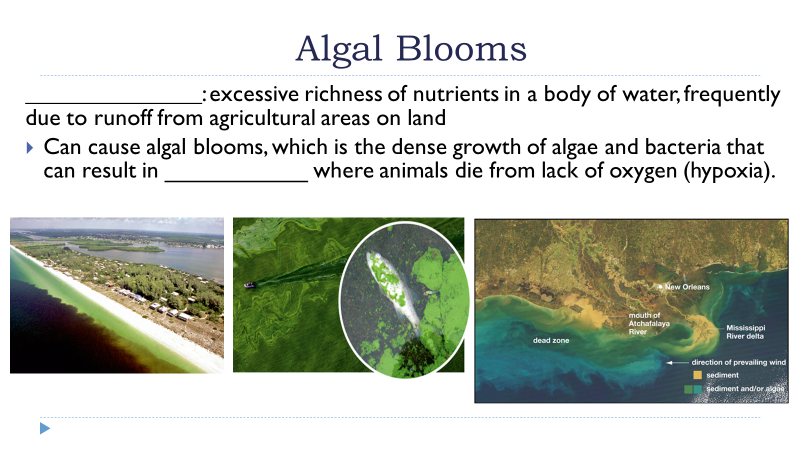 Algal Blooms
_______________: excessive richness of nutrients in a body of water, frequently
due to runoff from agricultural areas on land
Can cause algal blooms, which is the dense growth of algae and bacteria that
can result in ____________ where animals die from lack of oxygen (hypoxia).
New Orleans
mouth of
Atchafalaya
River
Mississippi
River delta
dead zone
direction of prevailing wind
sediment
sediment and/or algae